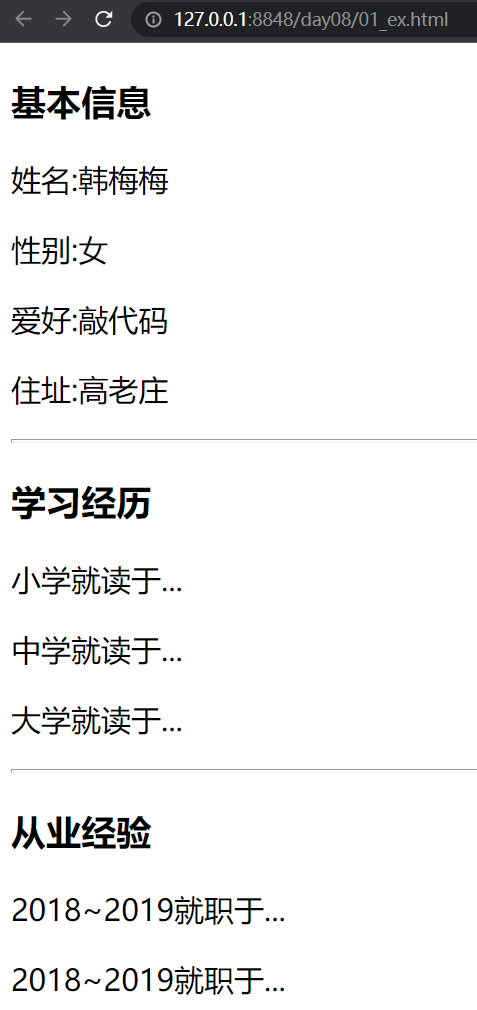 127.0.0.1:8848/day08/01_ex.html
基本信息
姓名:韩梅梅
性别:女
爱好:敲代码
住址:高老庄
学习经历
小学就读于...
中学就读于...
大学就读于...
从业经验
2018~2019就职于...
2018~2019就职于...